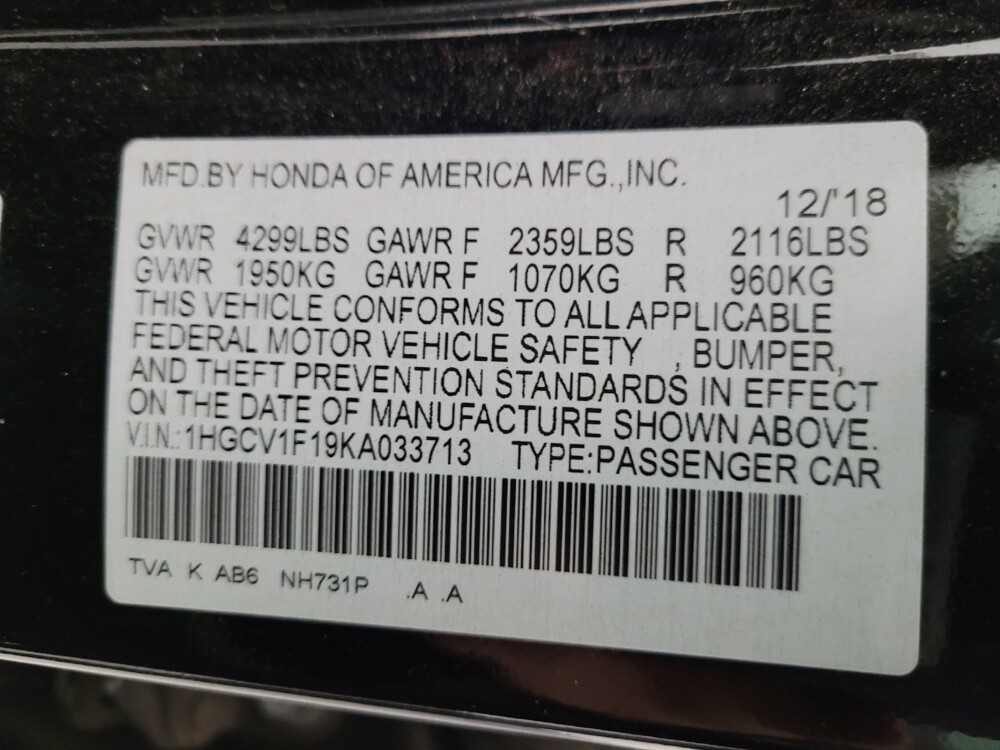 MFD.BY HONDA OF AMERICA MFG.,INC.
12/'18
GVWR 4299LBS GAWR F 2359LBS R 2116LBS
GVWR 1950KG GAWR F 1070KG R 960KG
THIS VEHICLE CONFORMS TO ALL APPLICABLE
FEDERAL MOTOR VEHICLE SAFETY , BUMPER,
AND THEFT PREVENTION STANDARDS IN EFFECT
ON THE DATE OF MANUFACTURE SHOWN ABOVE.
V.I.N.:1HGCV1F19KA033713 TYPE:PASSENGER CAR
TVA K AB6 NH731P .A .A